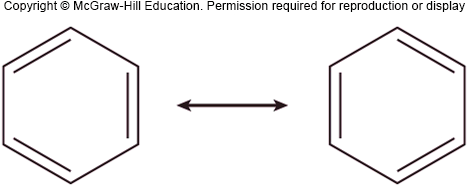 Copyright © McGraw-Hill Education. Permission required for reproduction or display